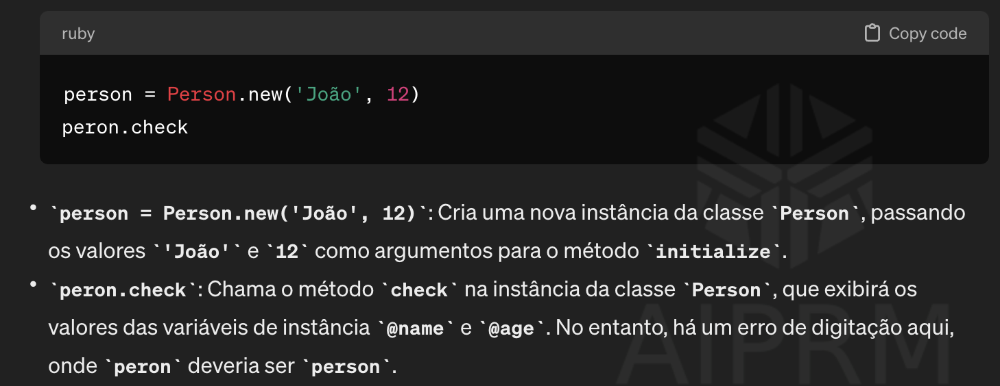 ruby
Copy code
person = Person.new('João', 12)
peron.check
• `person = Person.new('João', 12)`: Cria uma nova instância da classe `Person`, passando
os valores `'João'` e `12` como argumentos para o método `initialize`.
• `peron.check`: Chama o método `check` na instância da classe `Person`, que exibirá os
valores das variáveis de instância `@name` e `@age`. No entanto, há um erro de digitação aqui,
onde `peron` deveria ser `person`.
AIPRM